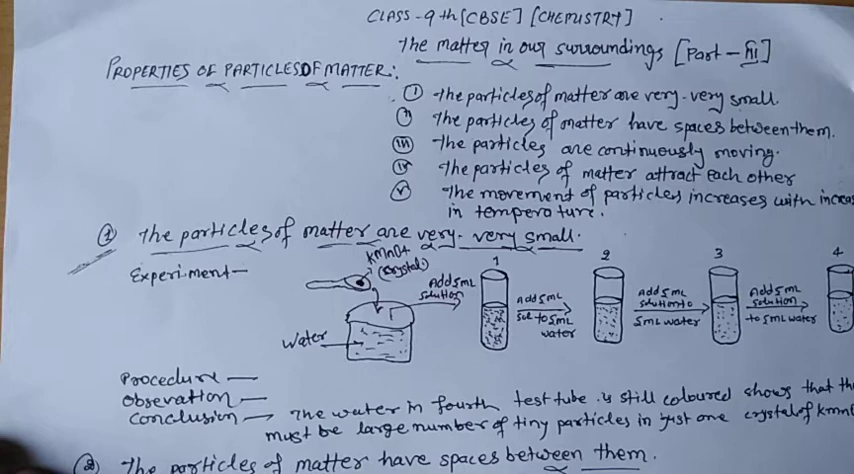 CLASS-9th[CBSE] [CHEMISTRY]
The matter in our surroundings [Part-iii]
PROPERTIES OF PARTICLES OF MATTER:
(i) The particles of matter are very-very small.
(ii) The particles of matter have spaces between them.
(iii) The particles are continuously moving.
(iv) The particles of matter attract each other
(v) The movement of particles increases with increas
in temperature.
(1) The particles of matter are very-very small.
Experiment-
KMnO4
(crystal)
Water
Add 5mL
solution
1
Add 5mL
sol to 5mL
water
2
Add 5mL
solution to
5mL water
3
Add 5mL
solution
to 5mL water
4
Procedure —
Obsevation —
Conclusion → The water in fourth test tube is still coloured shows that th
must be large number of tiny particles in just one crystal of kmn
(2) The particles of matter have spaces between them.